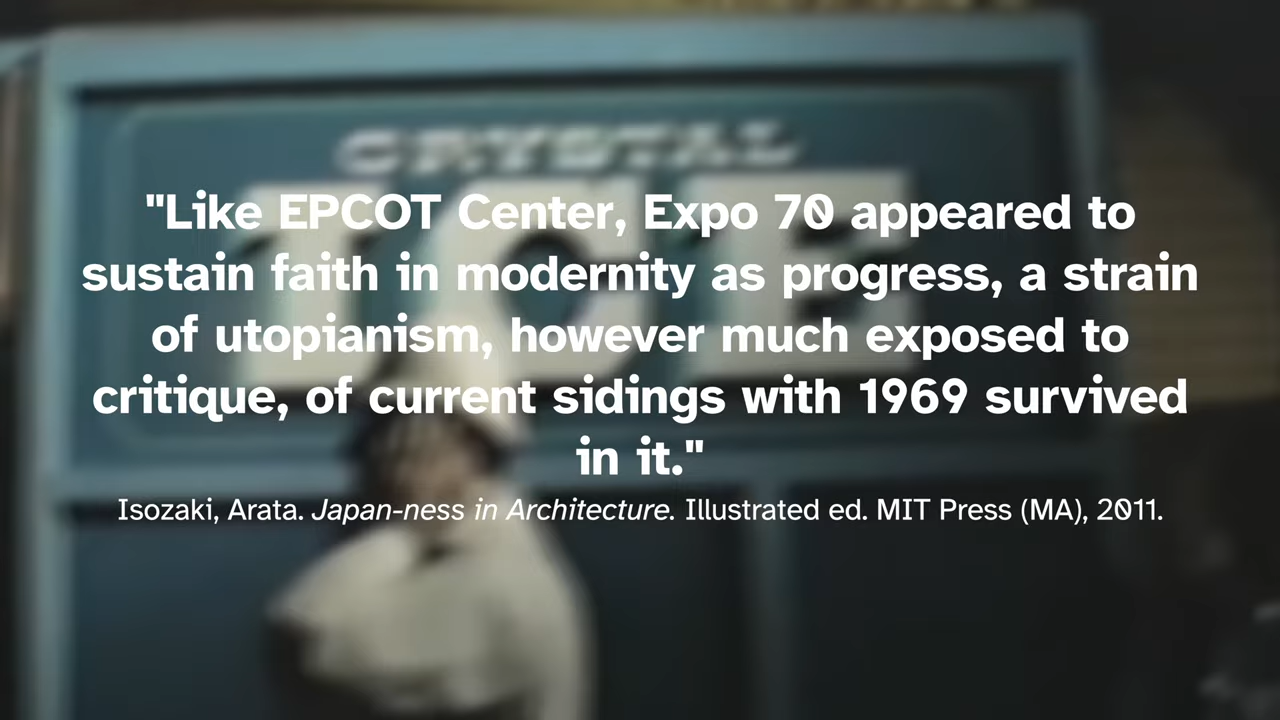 CRYSTAL
ICE
"Like EPCOT Center, Expo 70 appeared to
sustain faith in modernity as progress, a strain
of utopianism, however much exposed to
critique, of current sidings with 1969 survived
in it."
Isozaki, Arata. Japan-ness in Architecture. Illustrated ed. MIT Press (MA), 2011.